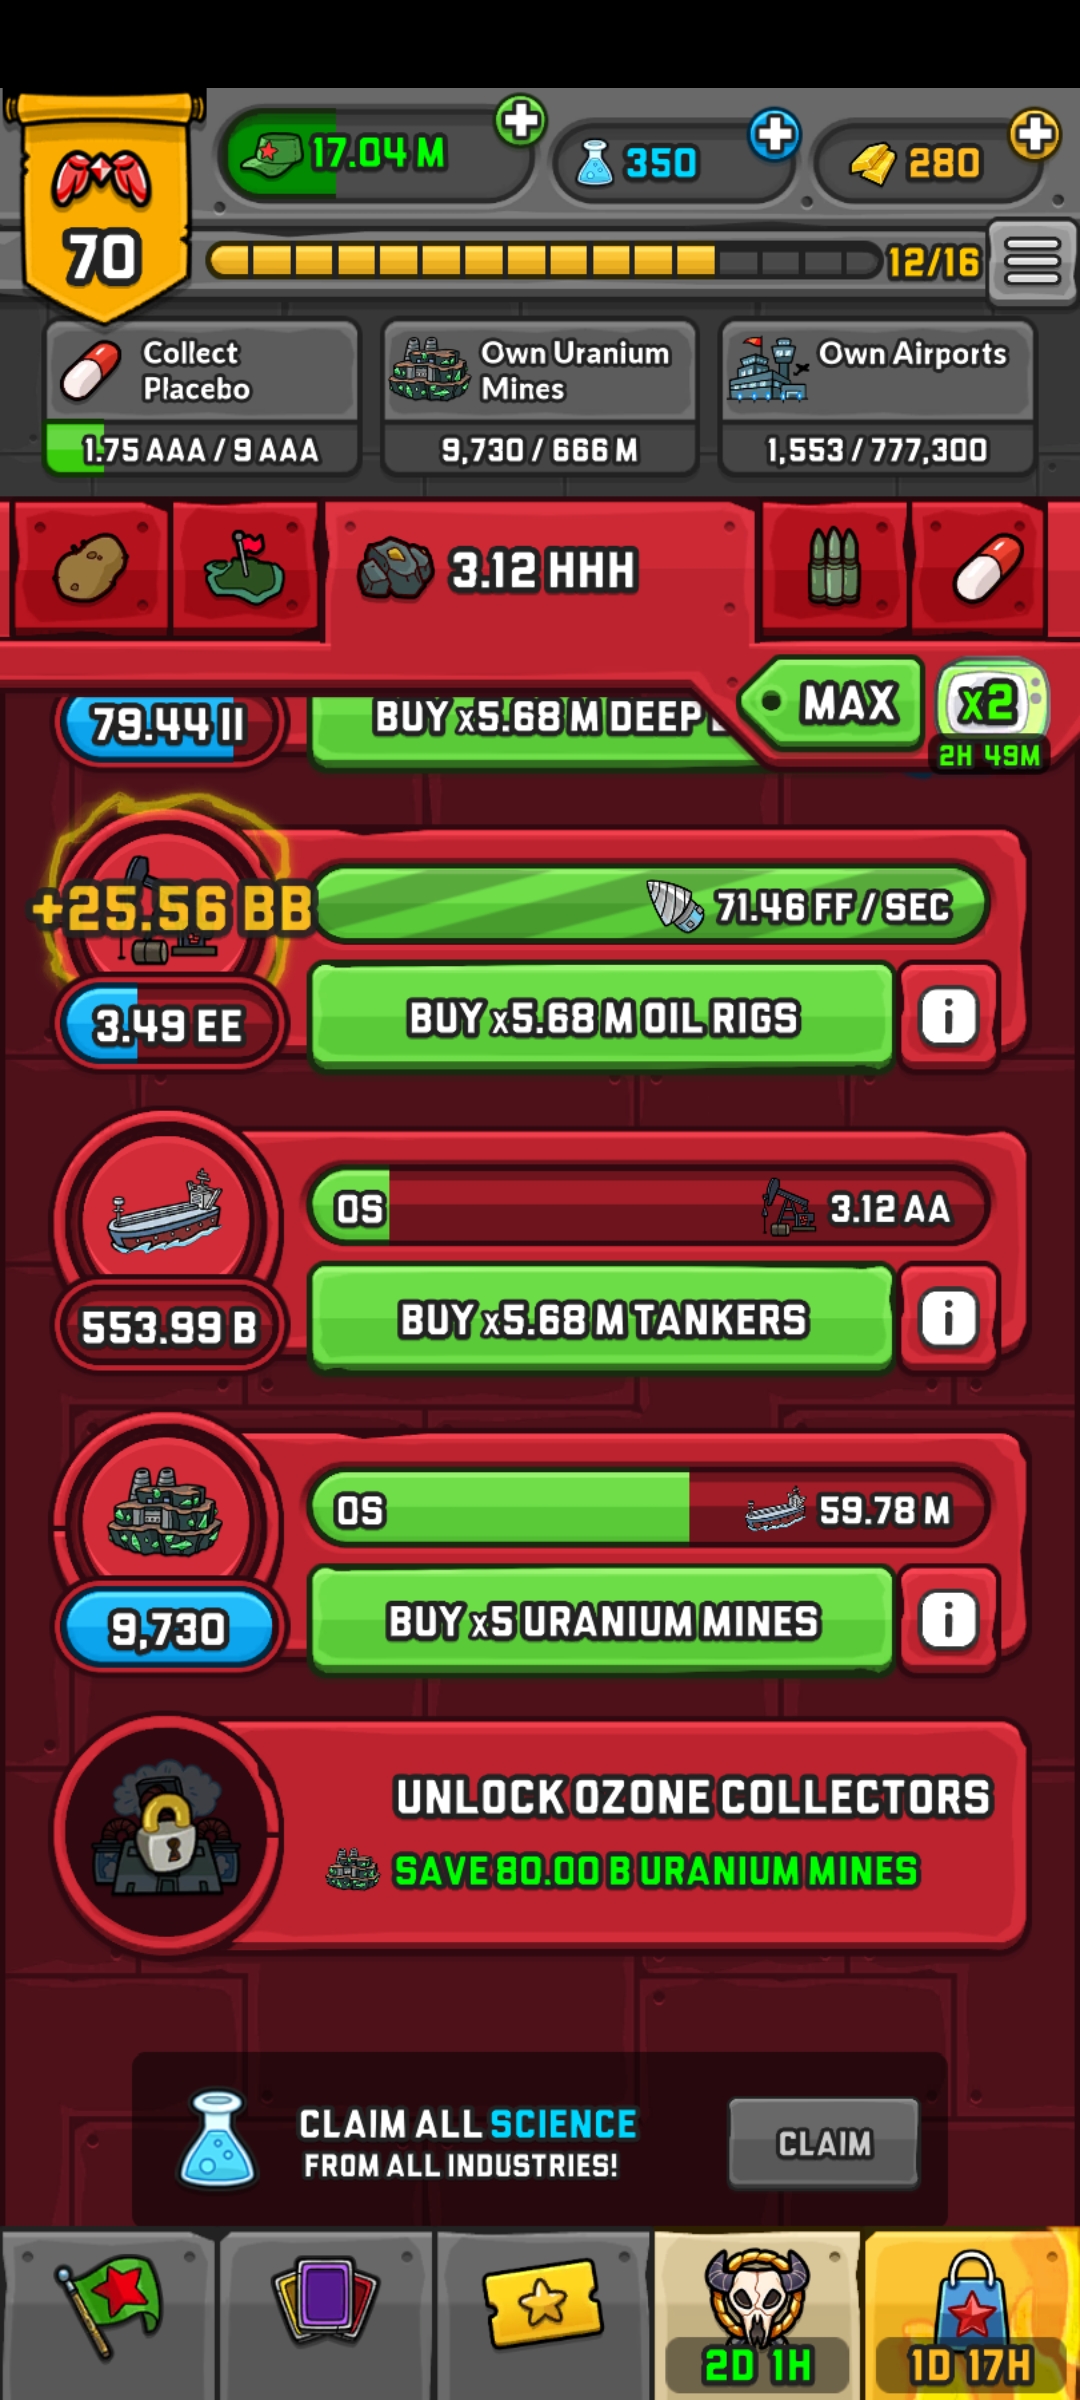 17.04 M
350
280
70
12/16
Collect
Placebo
1.75 AAA / 9 AAA
Own Uranium
Mines
9,730 / 666 M
Own Airports
1,553 / 777,300
3.12 HHH
MAX
x2
2H 49M
79.44 II
BUY x5.68 M DEEP
+25.56 BB
71.46 FF / SEC
3.49 EE
BUY x5.68 M OIL RIGS
i
0S
3.12 AA
553.99 B
BUY x5.68 M TANKERS
i
0S
59.78 M
9,730
BUY x5 URANIUM MINES
i
UNLOCK OZONE COLLECTORS
SAVE 80.00 B URANIUM MINES
CLAIM ALL SCIENCE
FROM ALL INDUSTRIES!
CLAIM
2D 1H
1D 17H